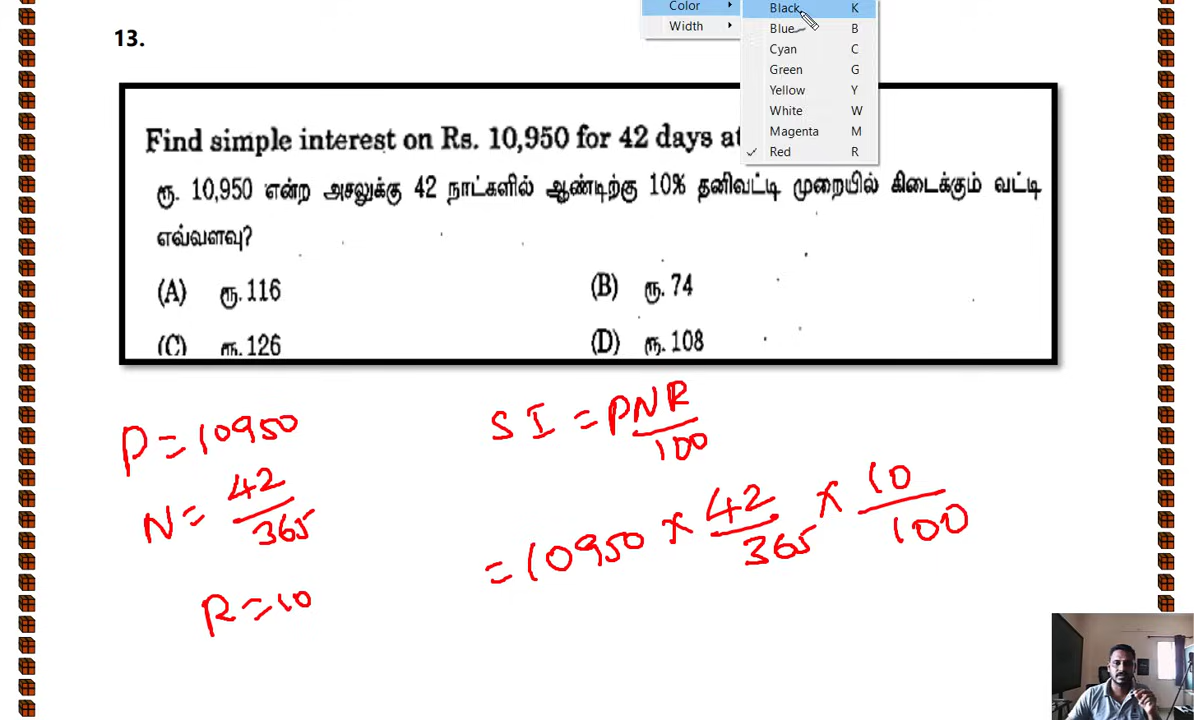 Color
Width
Black K
Blue B
Cyan C
Green G
Yellow Y
White W
Magenta M
Red R
13.
Find simple interest on Rs. 10,950 for 42 days at
ரூ. 10,950 என்ற அசலுக்கு 42 நாட்களில் ஆண்டிற்கு 10% தனிவட்டி முறையில் கிடைக்கும் வட்டி
எவ்வளவு?
(A) ரூ.116 (B) ரூ.74
(C) ரூ.126 (D) ரூ.108
P=10950
N=42/365
R=10
SI=PNR/100
=10950×42/365×10/100